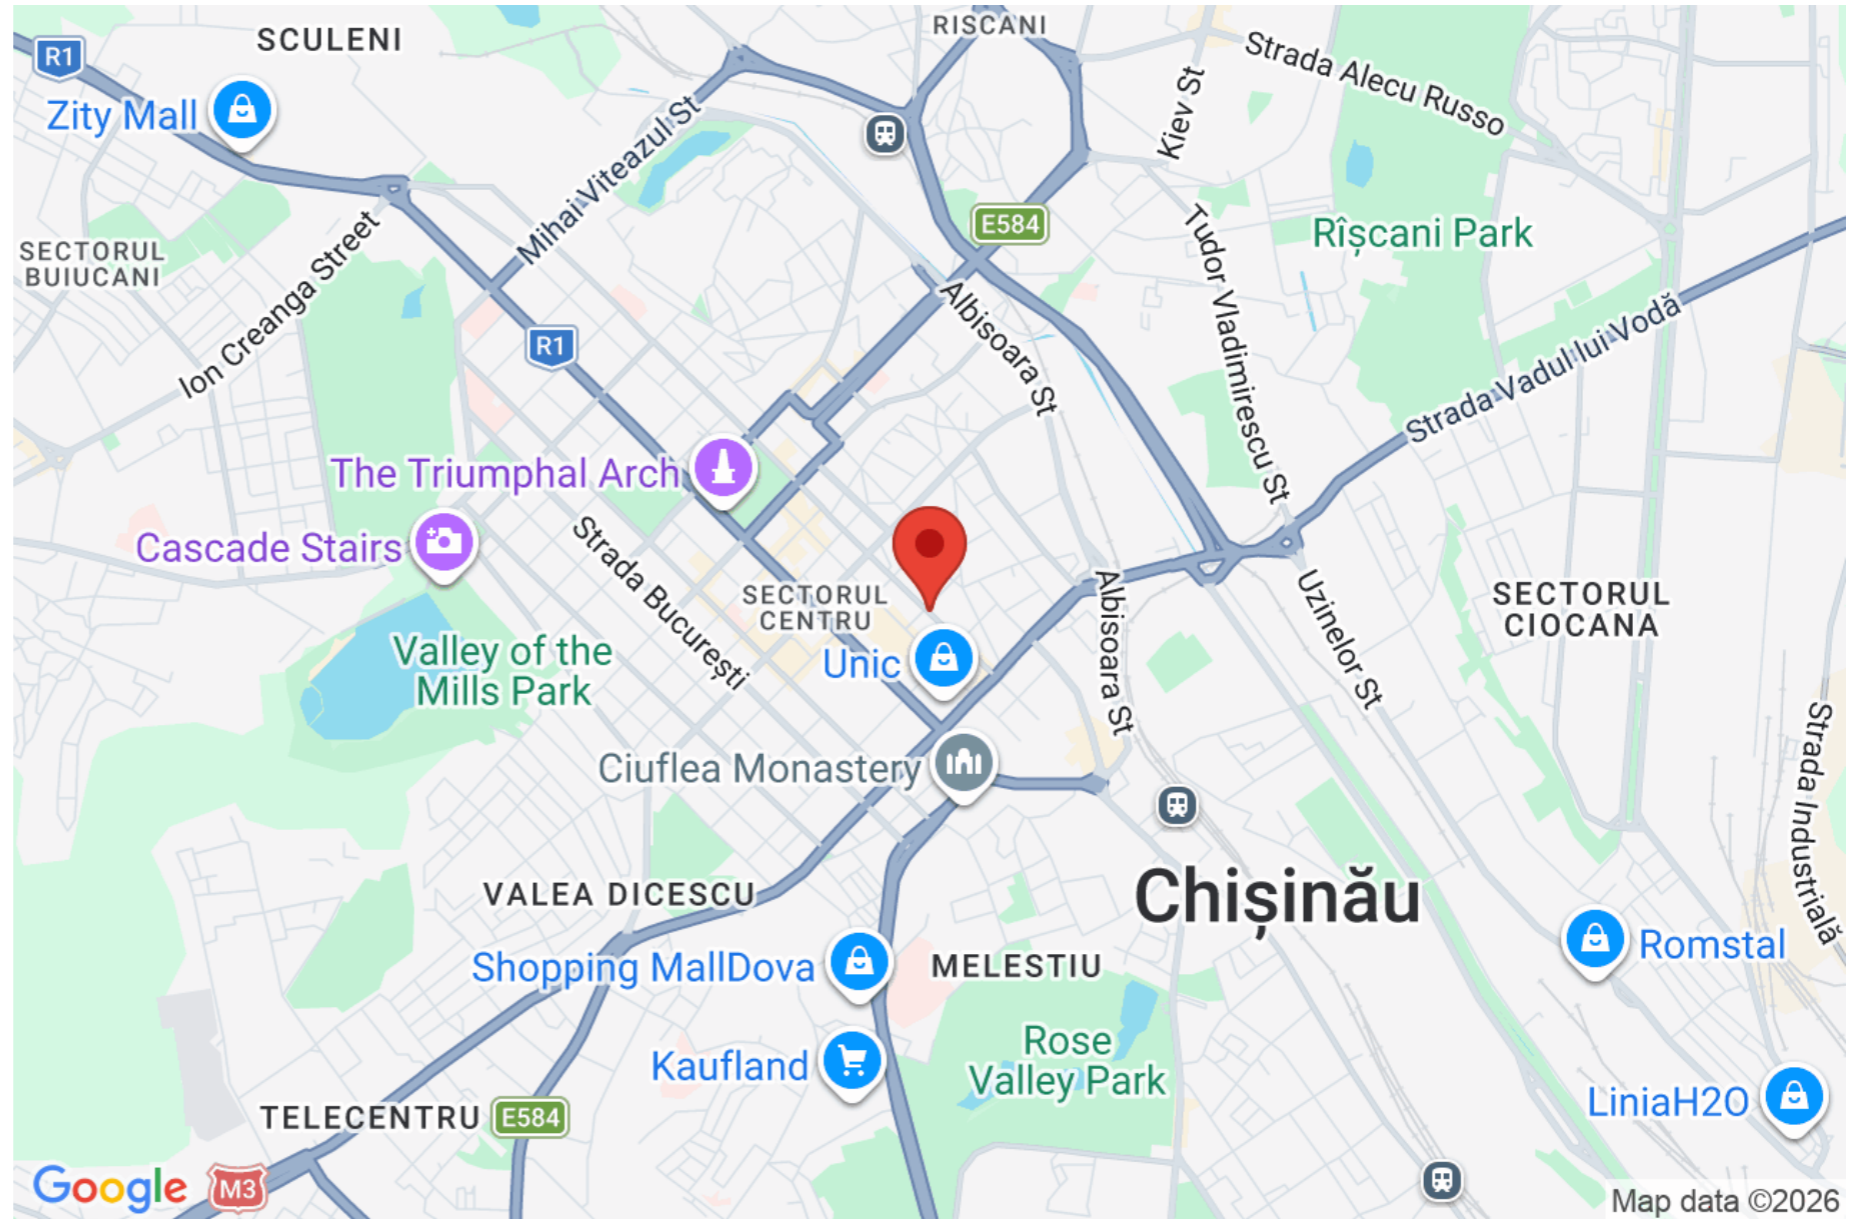 RISCANI
SCULENI
R1
Strada Alecu Russo
Zity Mall
Kiev St
Mihai Viteazul St
E584
Tudor Vladimirescu St
Rîșcani Park
SECTORUL
BUIUCANI
Ion Creanga Street
Albisoara St
R1
Strada Vadul lui Vodă
The Triumphal Arch
Cascade Stairs
Strada București
SECTORUL
CENTRU
Albisoara St
Uzinelor St
SECTORUL
CIOCANA
Valley of the
Mills Park
Unic
Strada Industrială
Ciuflea Monastery
Chișinău
VALEA DICESCU
Romstal
Shopping MallDova
MELESTIU
Rose
Valley Park
Kaufland
LiniaH2O
TELECENTRU
E584
Google
M3
Map data ©2026